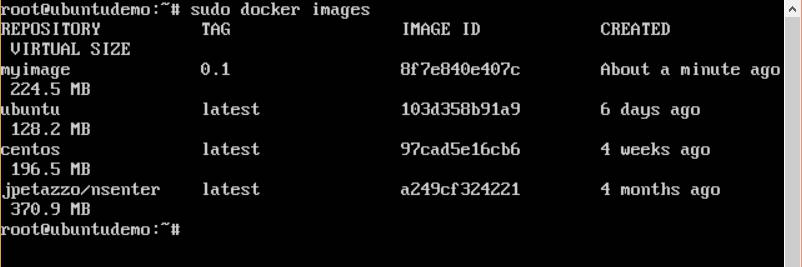 root@ubuntudemo:~# sudo docker images
REPOSITORY TAG IMAGE ID CREATED
VIRTUAL SIZE
myimage 0.1 8f7e840e407c About a minute ago
224.5 MB
ubuntu latest 103d358b91a9 6 days ago
128.2 MB
centos latest 97cad5e16cb6 4 weeks ago
196.5 MB
jpetazzo/nsenter latest a249cf324221 4 months ago
370.9 MB
root@ubuntudemo:~#